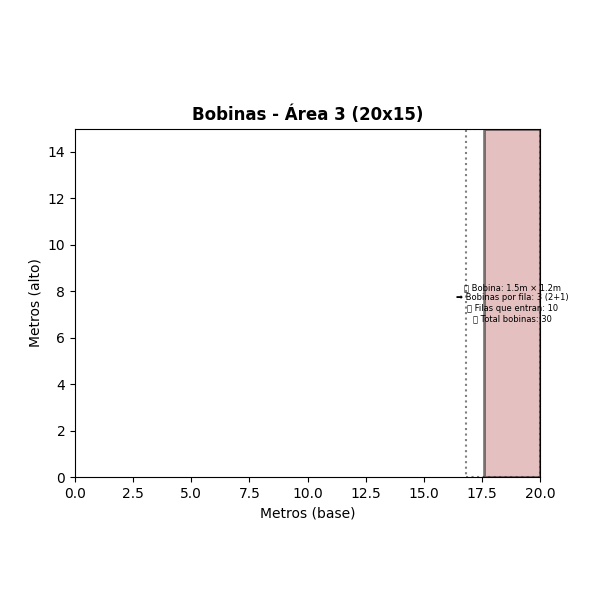 Bobinas - Área 3 (20x15)
Metros (alto)
14
12
10
8
6
4
2
0
▯ Bobina: 1.5m × 1.2m
➡ Bobinas por fila: 3 (2+1)
▯ Filas que entran: 10
▯ Total bobinas: 30
0.0 2.5 5.0 7.5 10.0 12.5 15.0 17.5 20.0
Metros (base)